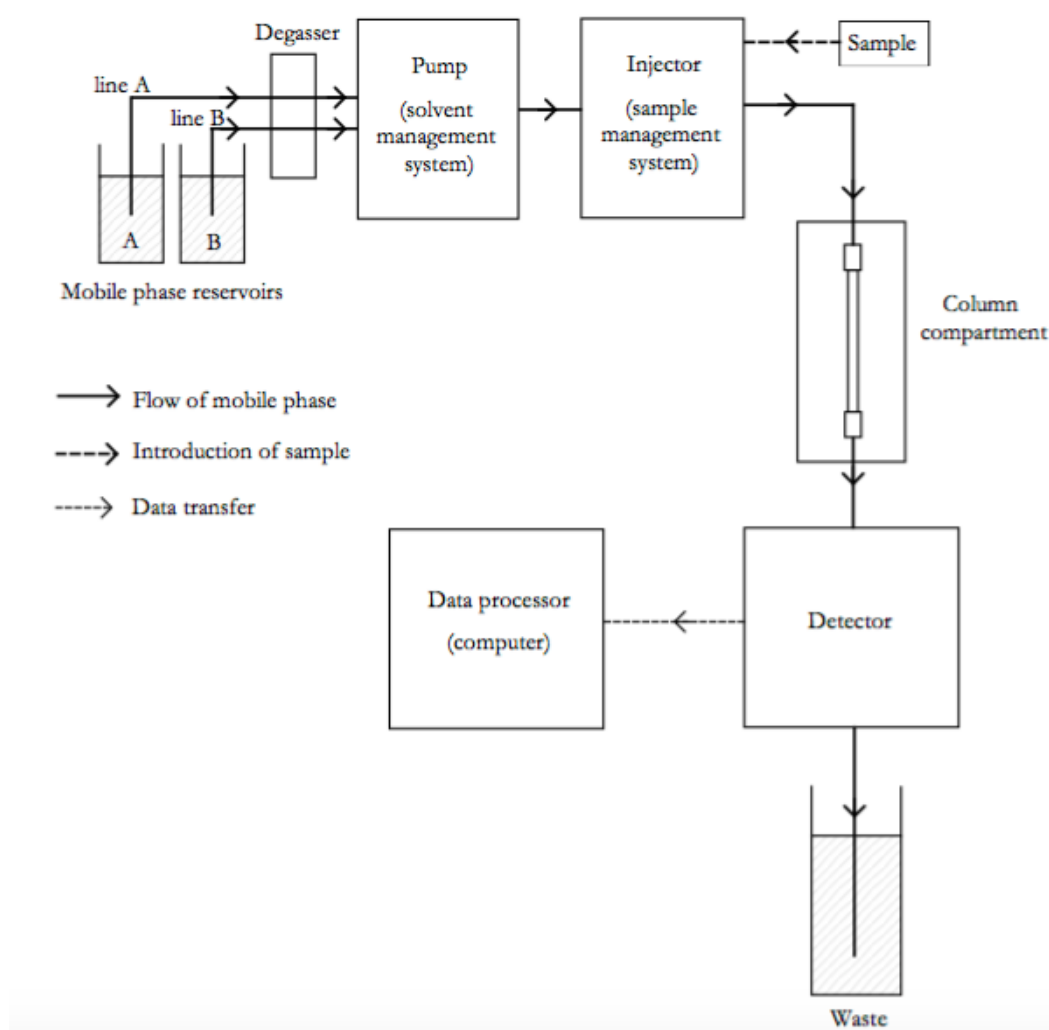 Degasser
line A
line B
A
B
Mobile phase reservoirs
Pump
(solvent
management
system)
Injector
(sample
management
system)
Sample
Column
compartment
Flow of mobile phase
Introduction of sample
Data transfer
Data processor
(computer)
Detector
Waste